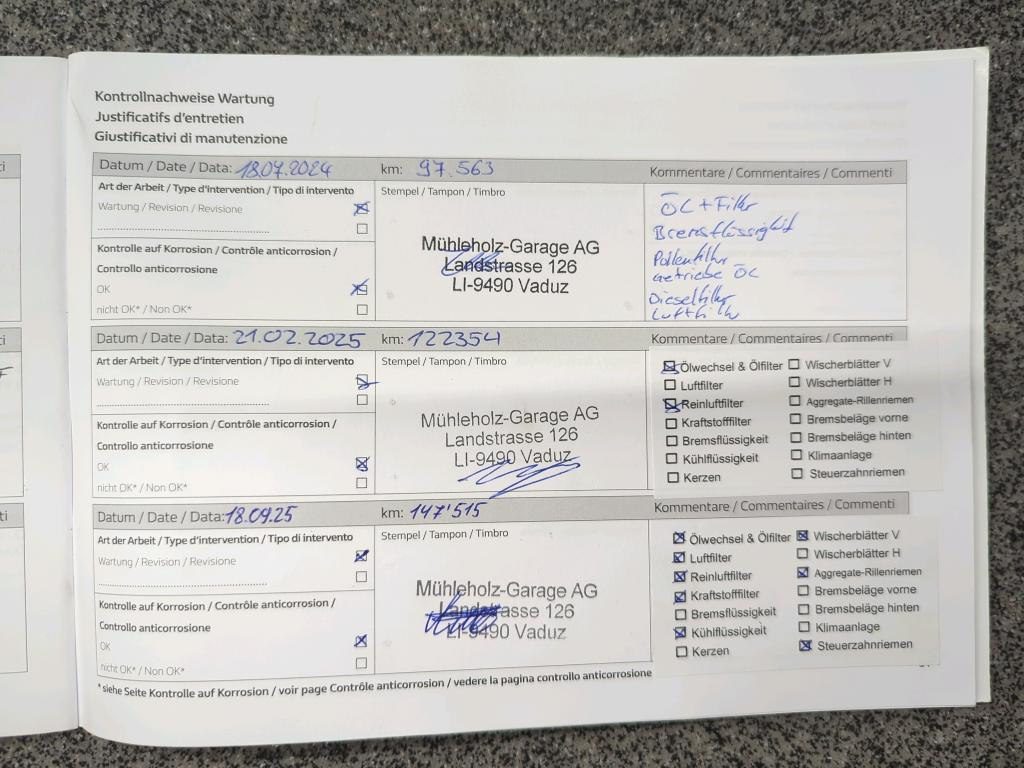 Kontrollnachweise Wartung
Justificatifs d'entretien
Giustificativi di manutenzione
Datum / Date / Data: 18.07.2024 km: 97.563 Kommentare / Commentaires / Commenti
Art der Arbeit / Type d'intervention / Tipo di intervento
Stempel / Tampon / Timbro
Wartung / Revision / Revisione
Kontrolle auf Korrosion / Contrôle anticorrosion /
Controllo anticorrosione
OK
nicht OK* / Non OK*
Mühleholz-Garage AG
Landstrasse 126
LI-9490 Vaduz
ÖL + Filter
Bremsflüssigkeit
Pollenfilter
Getriebe ÖL
Dieselfilter
Luftfilter
Datum / Date / Data: 21.02.2025 km: 122354 Kommentare / Commentaires / Commenti
Art der Arbeit / Type d'intervention / Tipo di intervento
Stempel / Tampon / Timbro
Wartung / Revision / Revisione
Kontrolle auf Korrosion / Contrôle anticorrosion /
Controllo anticorrosione
OK
nicht OK* / Non OK*
Mühleholz-Garage AG
Landstrasse 126
LI-9490 Vaduz
Ölwechsel & Ölfilter Wischerblätter V
Luftfilter Wischerblätter H
Reinluftfilter Aggregate-Rillenriemen
Kraftstofffilter Bremsbeläge vorne
Bremsflüssigkeit Bremsbeläge hinten
Kühlflüssigkeit Klimaanlage
Kerzen Steuerzahnriemen
Datum / Date / Data: 18.09.25 km: 147'515 Kommentare / Commentaires / Commenti
Art der Arbeit / Type d'intervention / Tipo di intervento
Stempel / Tampon / Timbro
Wartung / Revision / Revisione
Kontrolle auf Korrosion / Contrôle anticorrosion /
Controllo anticorrosione
OK
nicht OK* / Non OK*
Mühleholz-Garage AG
Landstrasse 126
LI-9490 Vaduz
Ölwechsel & Ölfilter Wischerblätter V
Luftfilter Wischerblätter H
Reinluftfilter Aggregate-Rillenriemen
Kraftstofffilter Bremsbeläge vorne
Bremsflüssigkeit Bremsbeläge hinten
Kühlflüssigkeit Klimaanlage
Kerzen Steuerzahnriemen
* siehe Seite Kontrolle auf Korrosion / voir page Contrôle anticorrosion / vedere la pagina controllo anticorrosione